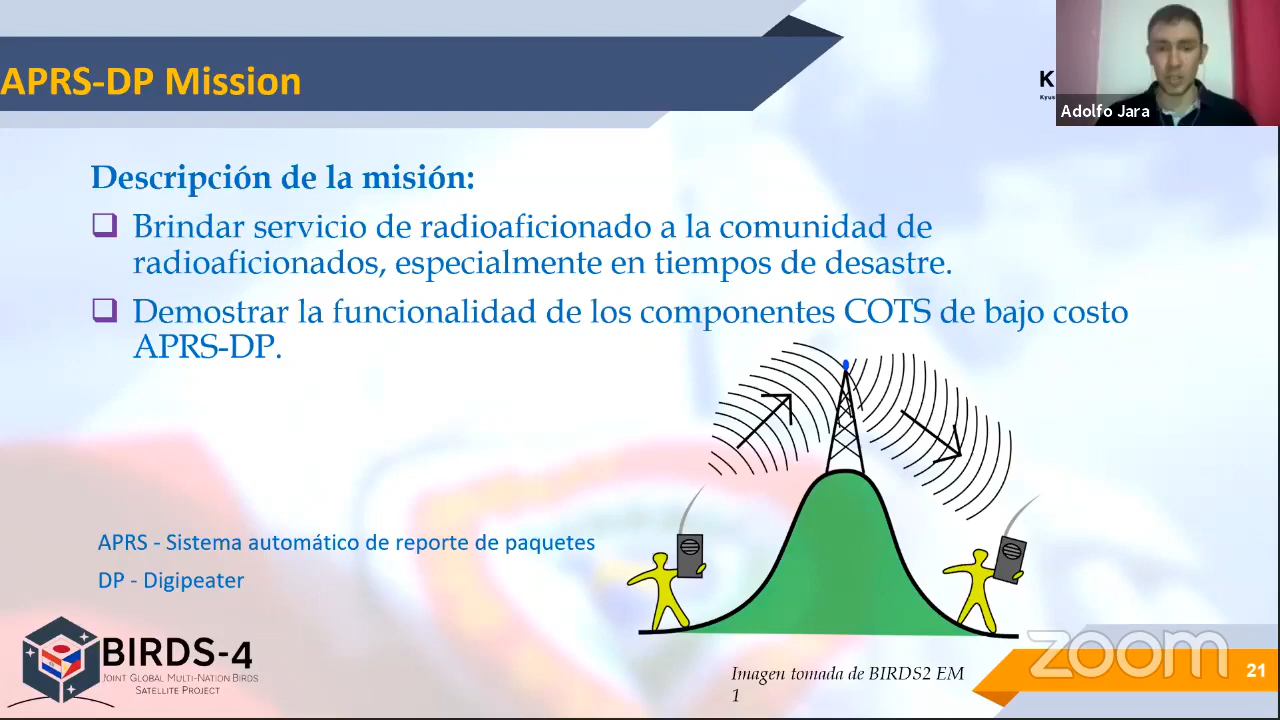 APRS-DP Mission
K
Kyus
Adolfo Jara
Descripción de la misión:
Brindar servicio de radioaficionado a la comunidad de
radioaficionados, especialmente en tiempos de desastre.
Demostrar la funcionalidad de los componentes COTS de bajo costo
APRS-DP.
APRS - Sistema automático de reporte de paquetes
DP - Digipeater
BIRDS-4
JOINT GLOBAL MULTI-NATION BIRDS
SATELLITE PROJECT
Imagen tomada de BIRDS2 EM
1
zoom
21